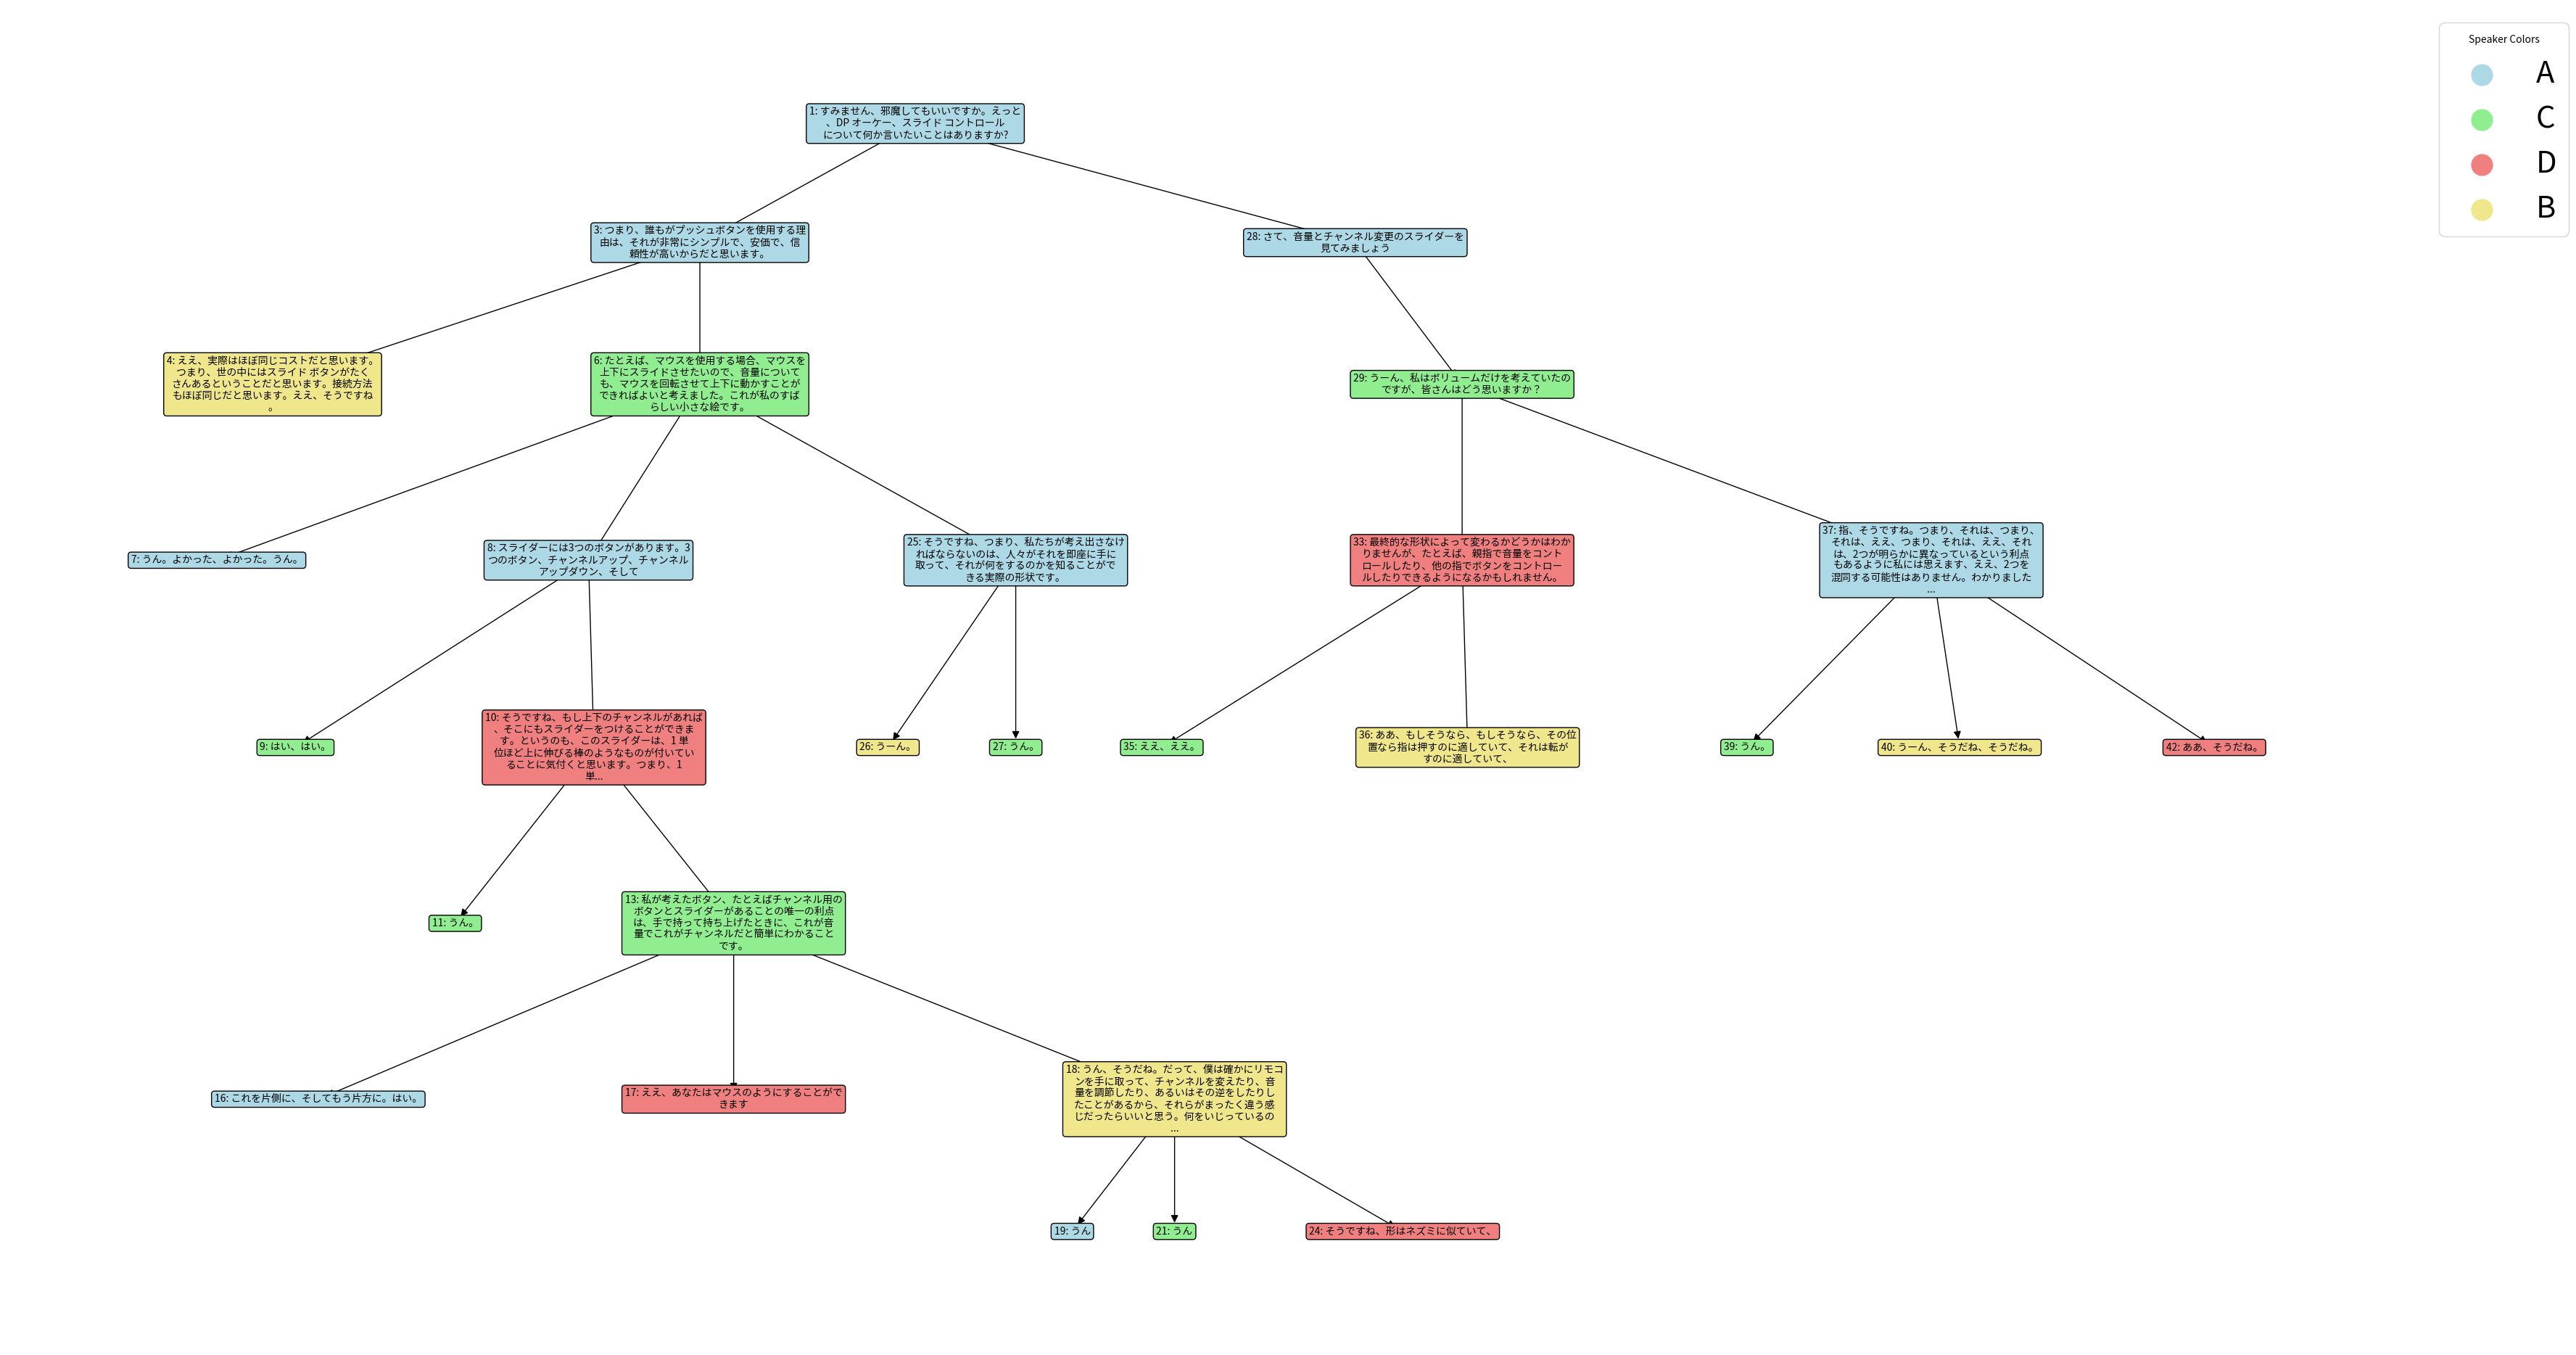 Speaker Colors
A
C
D
B
1: すみません、邪魔してもいいですか。えっと
、DP オーケー、スライド コントロール
について何か言いたいことはありますか?
3: つまり、誰もがプッシュボタンを使用する理
由は、それが非常にシンプルで、安価で、信
頼性が高いからだと思います。
28: さて、音量とチャンネル変更のスライダーを
見てみましょう
4: ええ、実際はほぼ同じコストだと思います。
つまり、世の中にはスライド ボタンがたく
さんあるということだと思います。接続方法
もほぼ同じだと思います。ええ、そうですね
。
6: たとえば、マウスを使用する場合、マウスを
上下にスライドさせたいので、音量について
も、マウスを回転させて上下に動かすことが
できればよいと考えました。これが私のすば
らしい小さな絵です。
29: うーん、私はボリュームだけを考えていたの
ですが、皆さんはどう思いますか？
7: うん。よかった、よかった。うん。
8: スライダーには3つのボタンがあります。3
つのボタン、チャンネルアップ、チャンネル
アップダウン、そして
25: そうですね、つまり、私たちが考え出さなけ
ればならないのは、人々がそれを即座に手に
取って、それが何をするのかを知ることがで
きる実際の形状です。
33: 最終的な形状によって変わるかどうかはわか
りませんが、たとえば、親指で音量をコント
ロールしたり、他の指でボタンをコントロー
ルしたりできるようになるかもしれません。
37: 指、そうですね。つまり、それは、つまり、
それは、ええ、つまり、それは、ええ、それ
は、2つが明らかに異なっているという利点
もあるように私には思えます、ええ、2つを
混同する可能性はありません。わかりました
...
9: はい、はい。
10: そうですね、もし上下のチャンネルがあれば
、そこにもスライダーをつけることができま
す。というのも、このスライダーは、1 単
位ほど上に伸びる棒のようなものが付いてい
ることに気付くと思います。つまり、1
単...
26: うーん。
27: うん。
35: ええ、ええ。
36: ああ、もしそうなら、もしそうなら、その位
置なら指は押すのに適していて、それは転が
すのに適していて、
39: うん。
40: うーん、そうだね、そうだね。
42: ああ、そうだね。
11: うん。
13: 私が考えたボタン、たとえばチャンネル用の
ボタンとスライダーがあることの唯一の利点
は、手で持って持ち上げたときに、これが音
量でこれがチャンネルだと簡単にわかること
です。
16: これを片側に、そしてもう片方に。はい。
17: ええ、あなたはマウスのようにすることがで
きます
18: うん、そうだね。だって、僕は確かにリモコ
ンを手に取って、チャンネルを変えたり、音
量を調節したり、あるいはその逆をしたりし
たことがあるから、それらがまったく違う感
じだったらいいと思う。何をいじっているの
...
19: うん
21: うん
24: そうですね、形はネズミに似ていて、